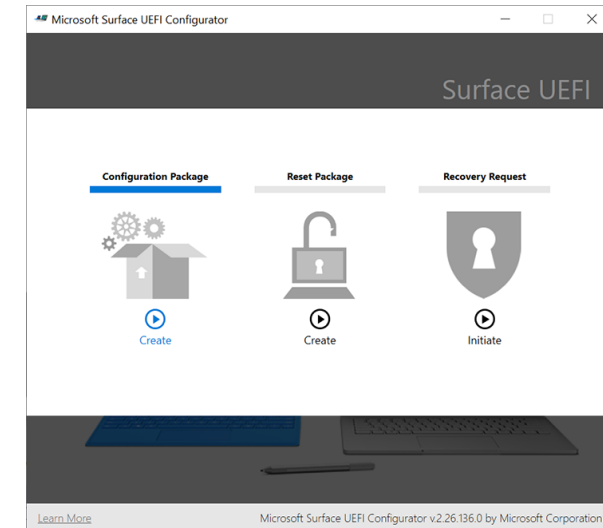 Microsoft Surface UEFI Configurator
Surface UEFI
Configuration Package
Reset Package
Recovery Request
Create
Create
Initiate
Learn More
Microsoft Surface UEFI Configurator v.2.26.136.0 by Microsoft Corporation